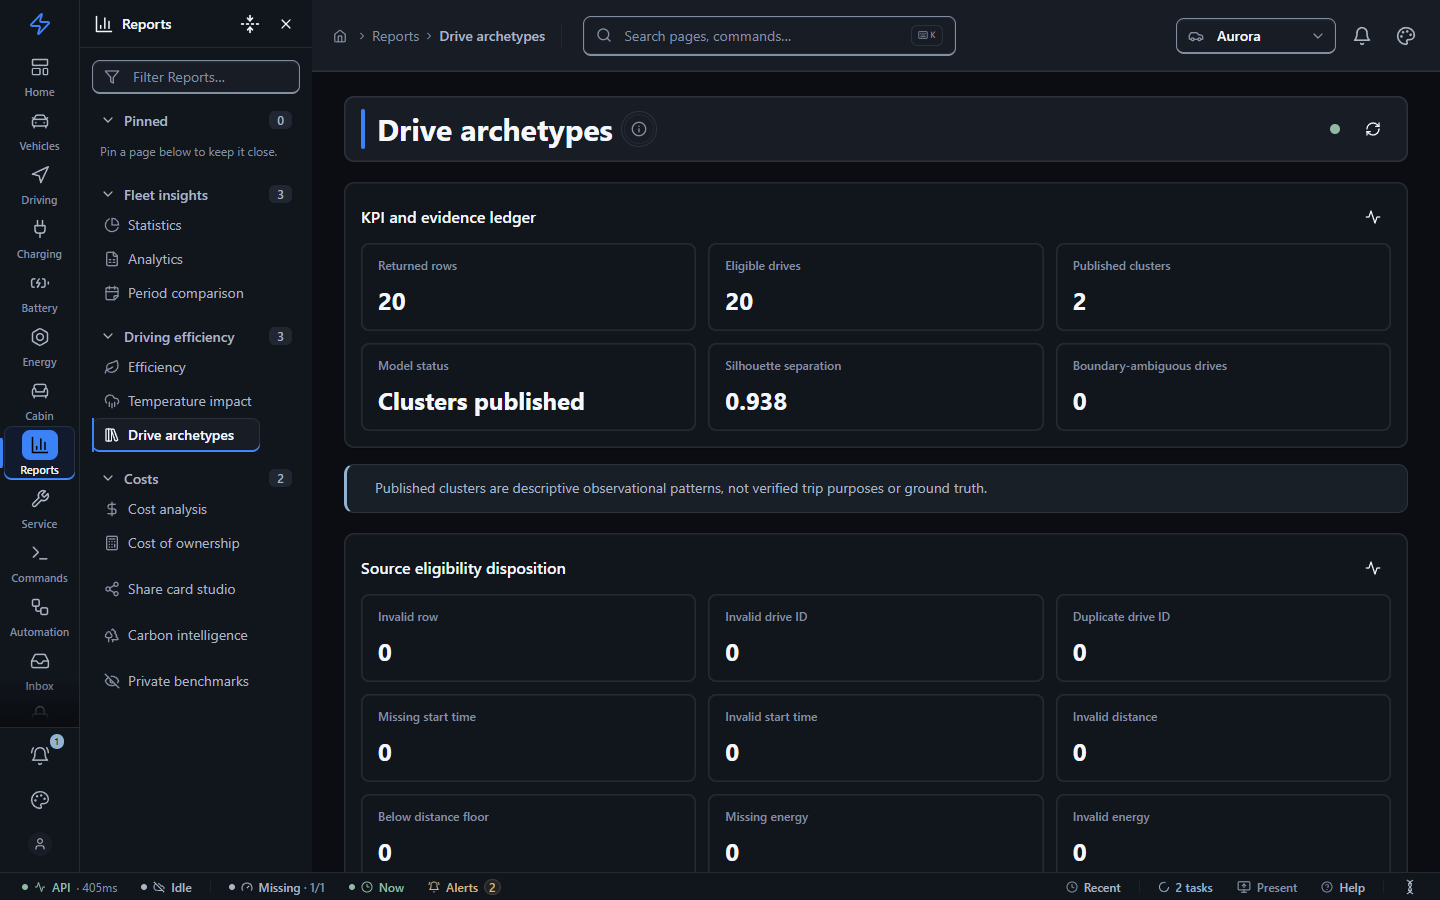 Reports
Reports
Drive archetypes
Search pages, commands...
K
Aurora
Home
Vehicles
Driving
Charging
Battery
Energy
Cabin
Reports
Service
Commands
Automation
Inbox
1
Filter Reports...
Pinned
0
Pin a page below to keep it close.
Fleet insights
3
Statistics
Analytics
Period comparison
Driving efficiency
3
Efficiency
Temperature impact
Drive archetypes
Costs
2
Cost analysis
Cost of ownership
Share card studio
Carbon intelligence
Private benchmarks
Drive archetypes
KPI and evidence ledger
Returned rows
20
Eligible drives
20
Published clusters
2
Model status
Clusters published
Silhouette separation
0.938
Boundary-ambiguous drives
0
Published clusters are descriptive observational patterns, not verified trip purposes or ground truth.
Source eligibility disposition
Invalid row
0
Invalid drive ID
0
Duplicate drive ID
0
Missing start time
0
Invalid start time
0
Invalid distance
0
Below distance floor
0
Missing energy
0
Invalid energy
0
API · 405ms
Idle
Missing · 1/1
Now
Alerts 2
Recent
2 tasks
Present
Help